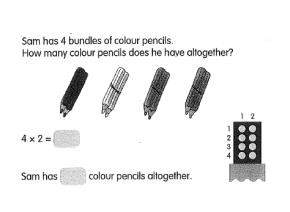 Sam has 4 bundles of colour pencils.
How many colour pencils does he have altogether?
1 2
1
2
3
4
4 × 2 =
Sam has colour pencils altogether.